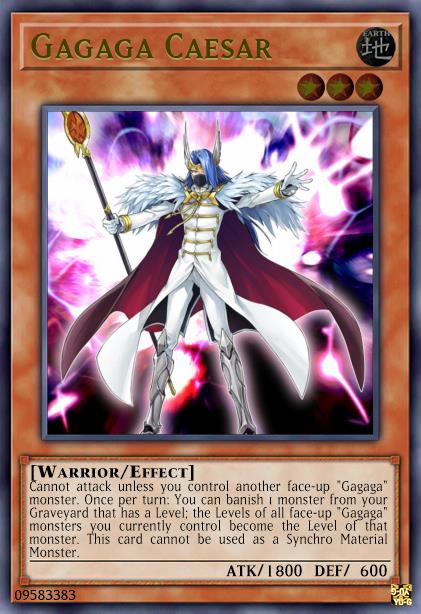 GAGAGA CAESAR
EARTH
地
[WARRIOR/EFFECT]
Cannot attack unless you control another face-up "Gagaga"
monster. Once per turn: You can banish 1 monster from your
Graveyard that has a Level; the Levels of all face-up "Gagaga"
monsters you currently control become the Level of that
monster. This card cannot be used as a Synchro Material
Monster.
ATK/1800 DEF/ 600
09583383